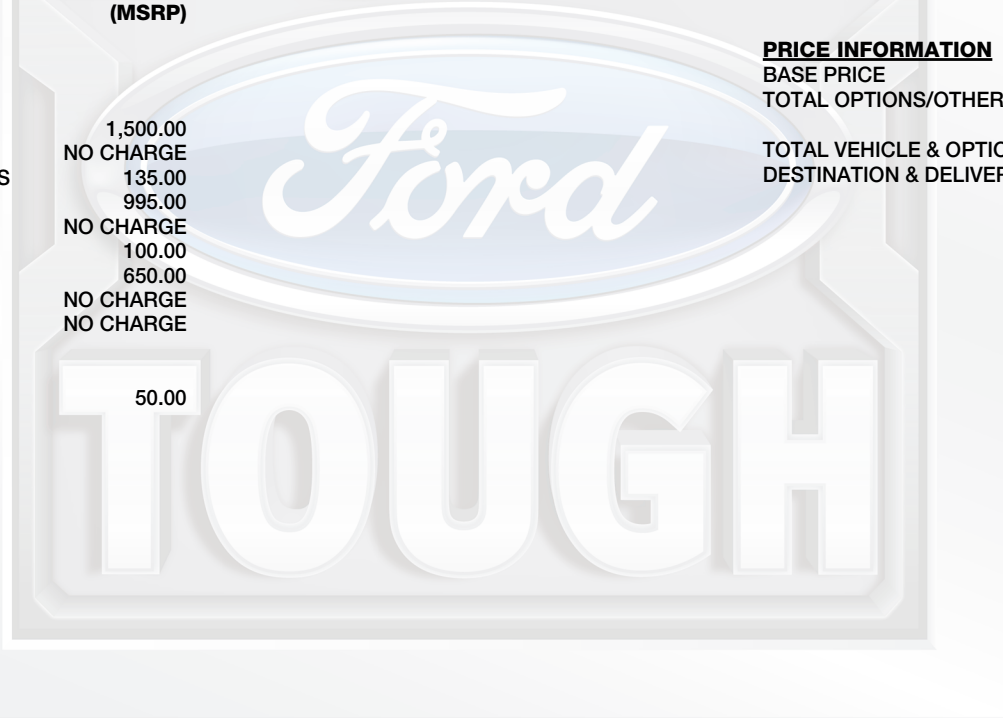 (MSRP)
1,500.00
NO CHARGE
S 135.00
995.00
NO CHARGE
100.00
650.00
NO CHARGE
NO CHARGE
50.00
PRICE INFORMATION
BASE PRICE
TOTAL OPTIONS/OTHER
TOTAL VEHICLE & OPTIO
DESTINATION & DELIVER
Ford
TOUGH